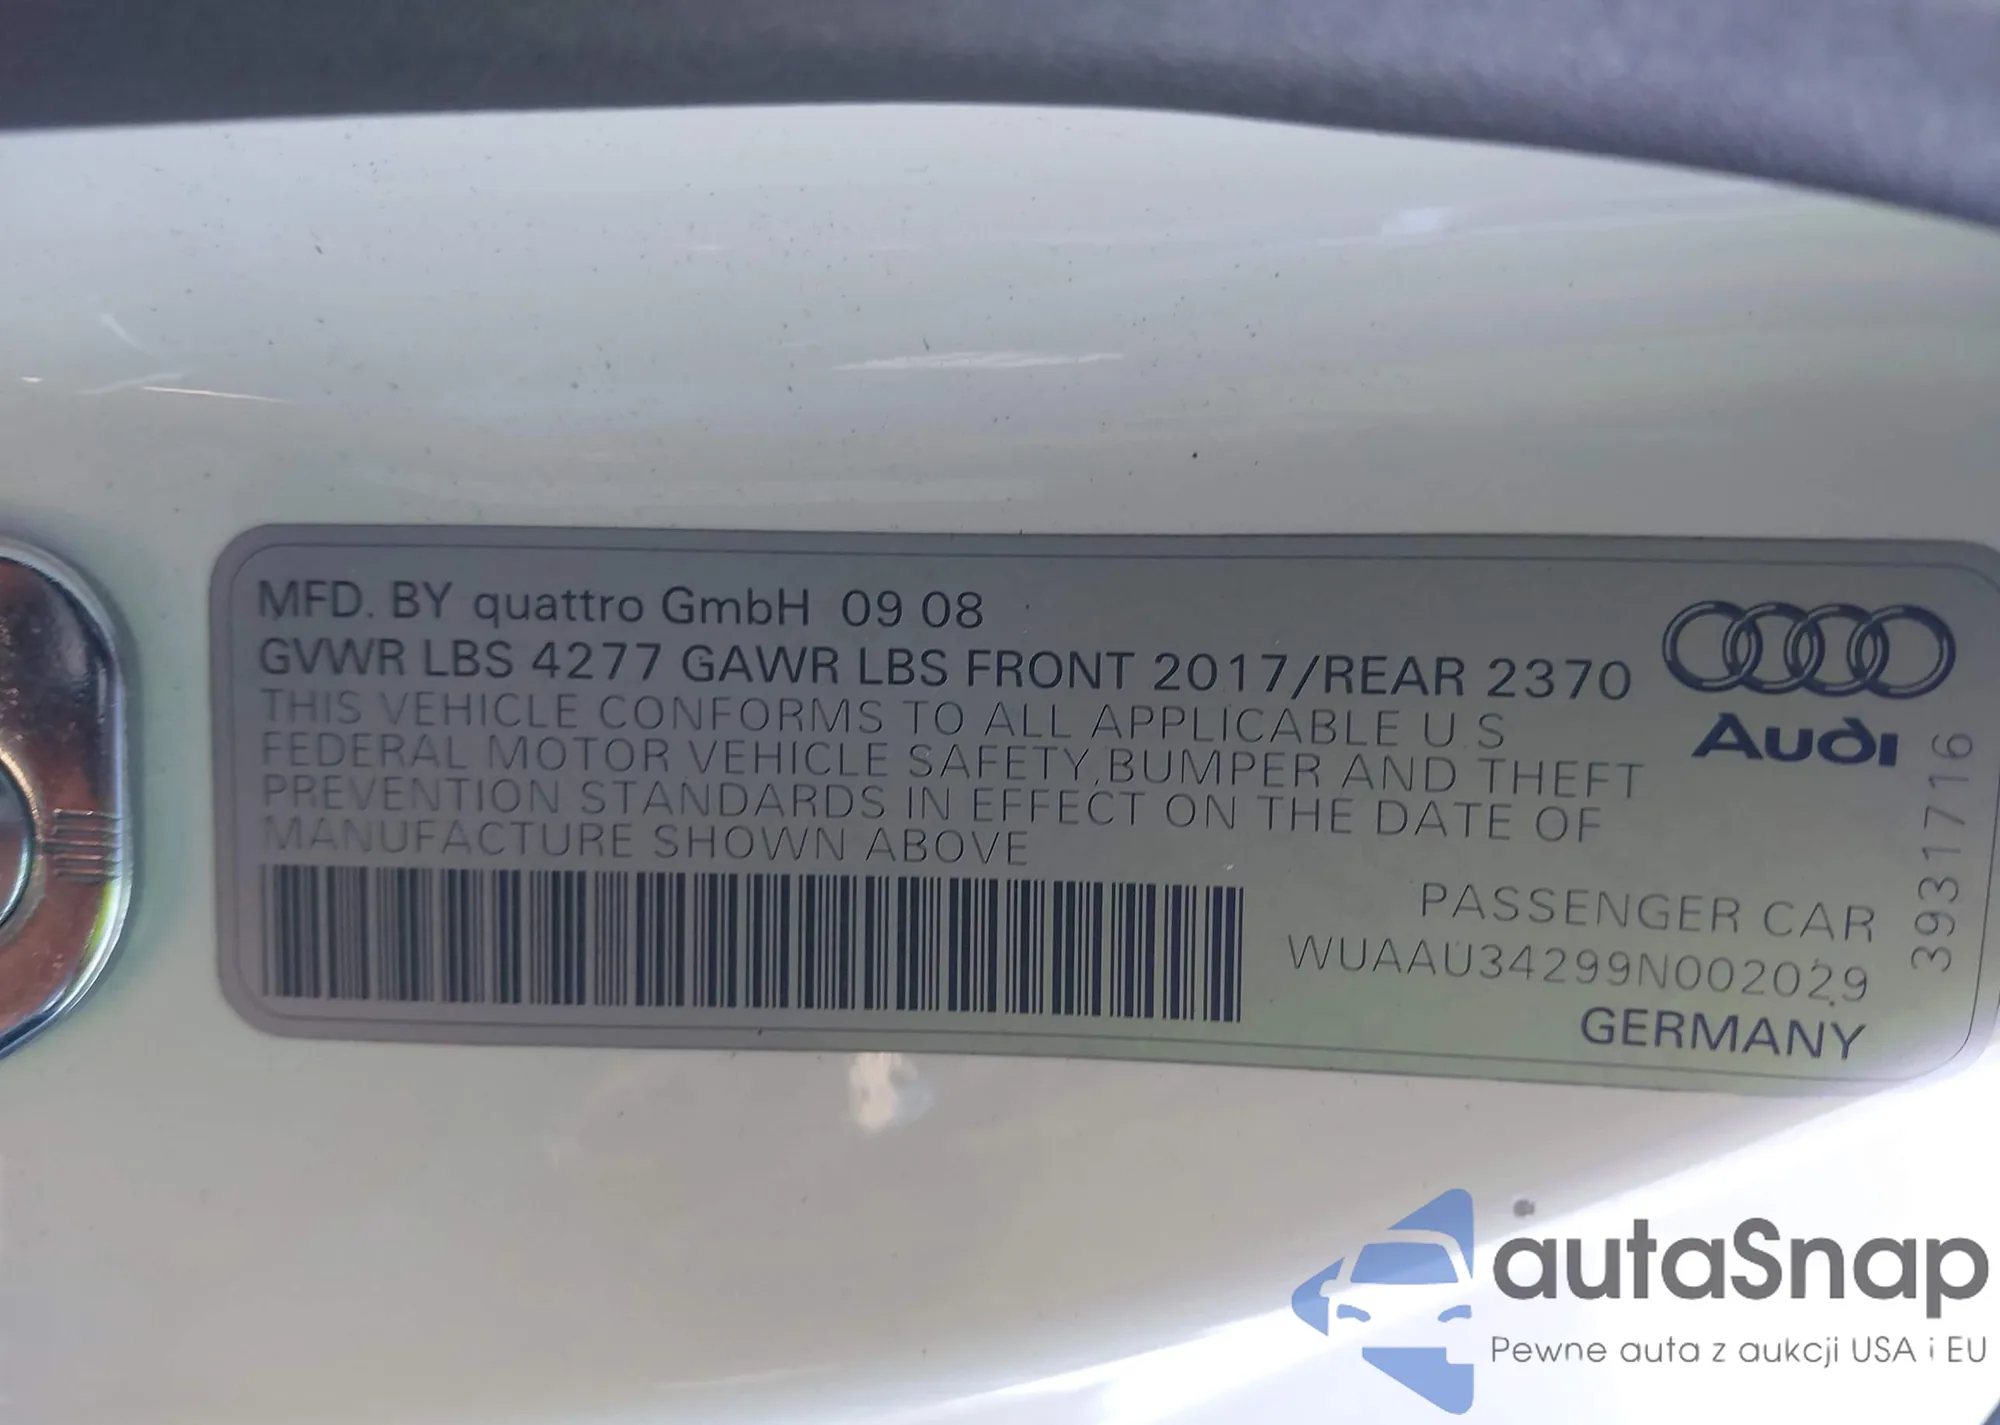 MFD. BY quattro GmbH 09 08
GVWR LBS 4277 GAWR LBS FRONT 2017/REAR 2370
THIS VEHICLE CONFORMS TO ALL APPLICABLE U S
FEDERAL MOTOR VEHICLE SAFETY, BUMPER AND THEFT
PREVENTION STANDARDS IN EFFECT ON THE DATE OF
MANUFACTURE SHOWN ABOVE
Audi
3931716
PASSENGER CAR
WUAAU34299N002029
GERMANY
autaSnap
Pewne auta z aukcji USA i EU